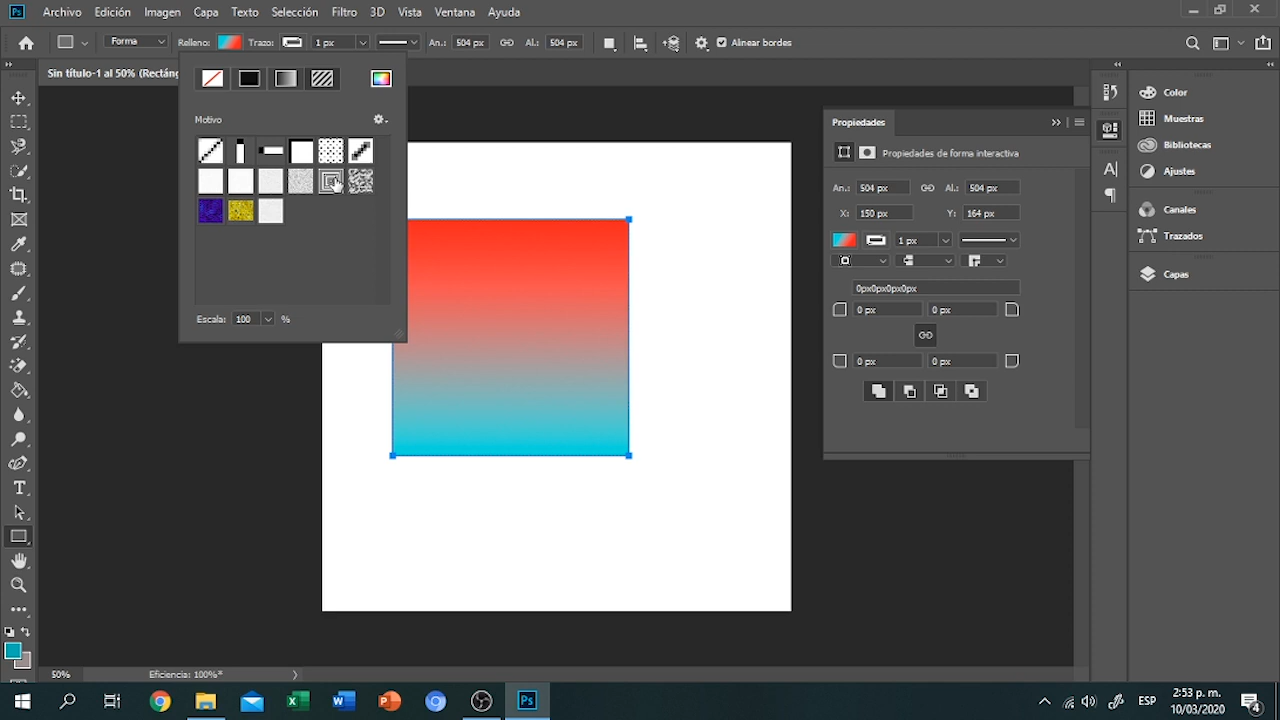 Ps Archivo Edición Imagen Capa Texto Selección Filtro 3D Vista Ventana Ayuda
Forma Relleno: Trazo: 1 px An.: 504 px Al.: 504 px Alinear bordes
Sin título-1 al 50% (Rectáng
Motivo
Escala: 100 %
Propiedades
Propiedades de forma interactiva
An.: 504 px Al.: 504 px
X: 150 px Y: 164 px
1 px
0px0px0px0px
0 px 0 px
0 px 0 px
Color
Muestras
Bibliotecas
Ajustes
Canales
Trazados
Capas
50% Eficiencia: 100%*
ESP 2:53 p. m.
10/03/2020
4